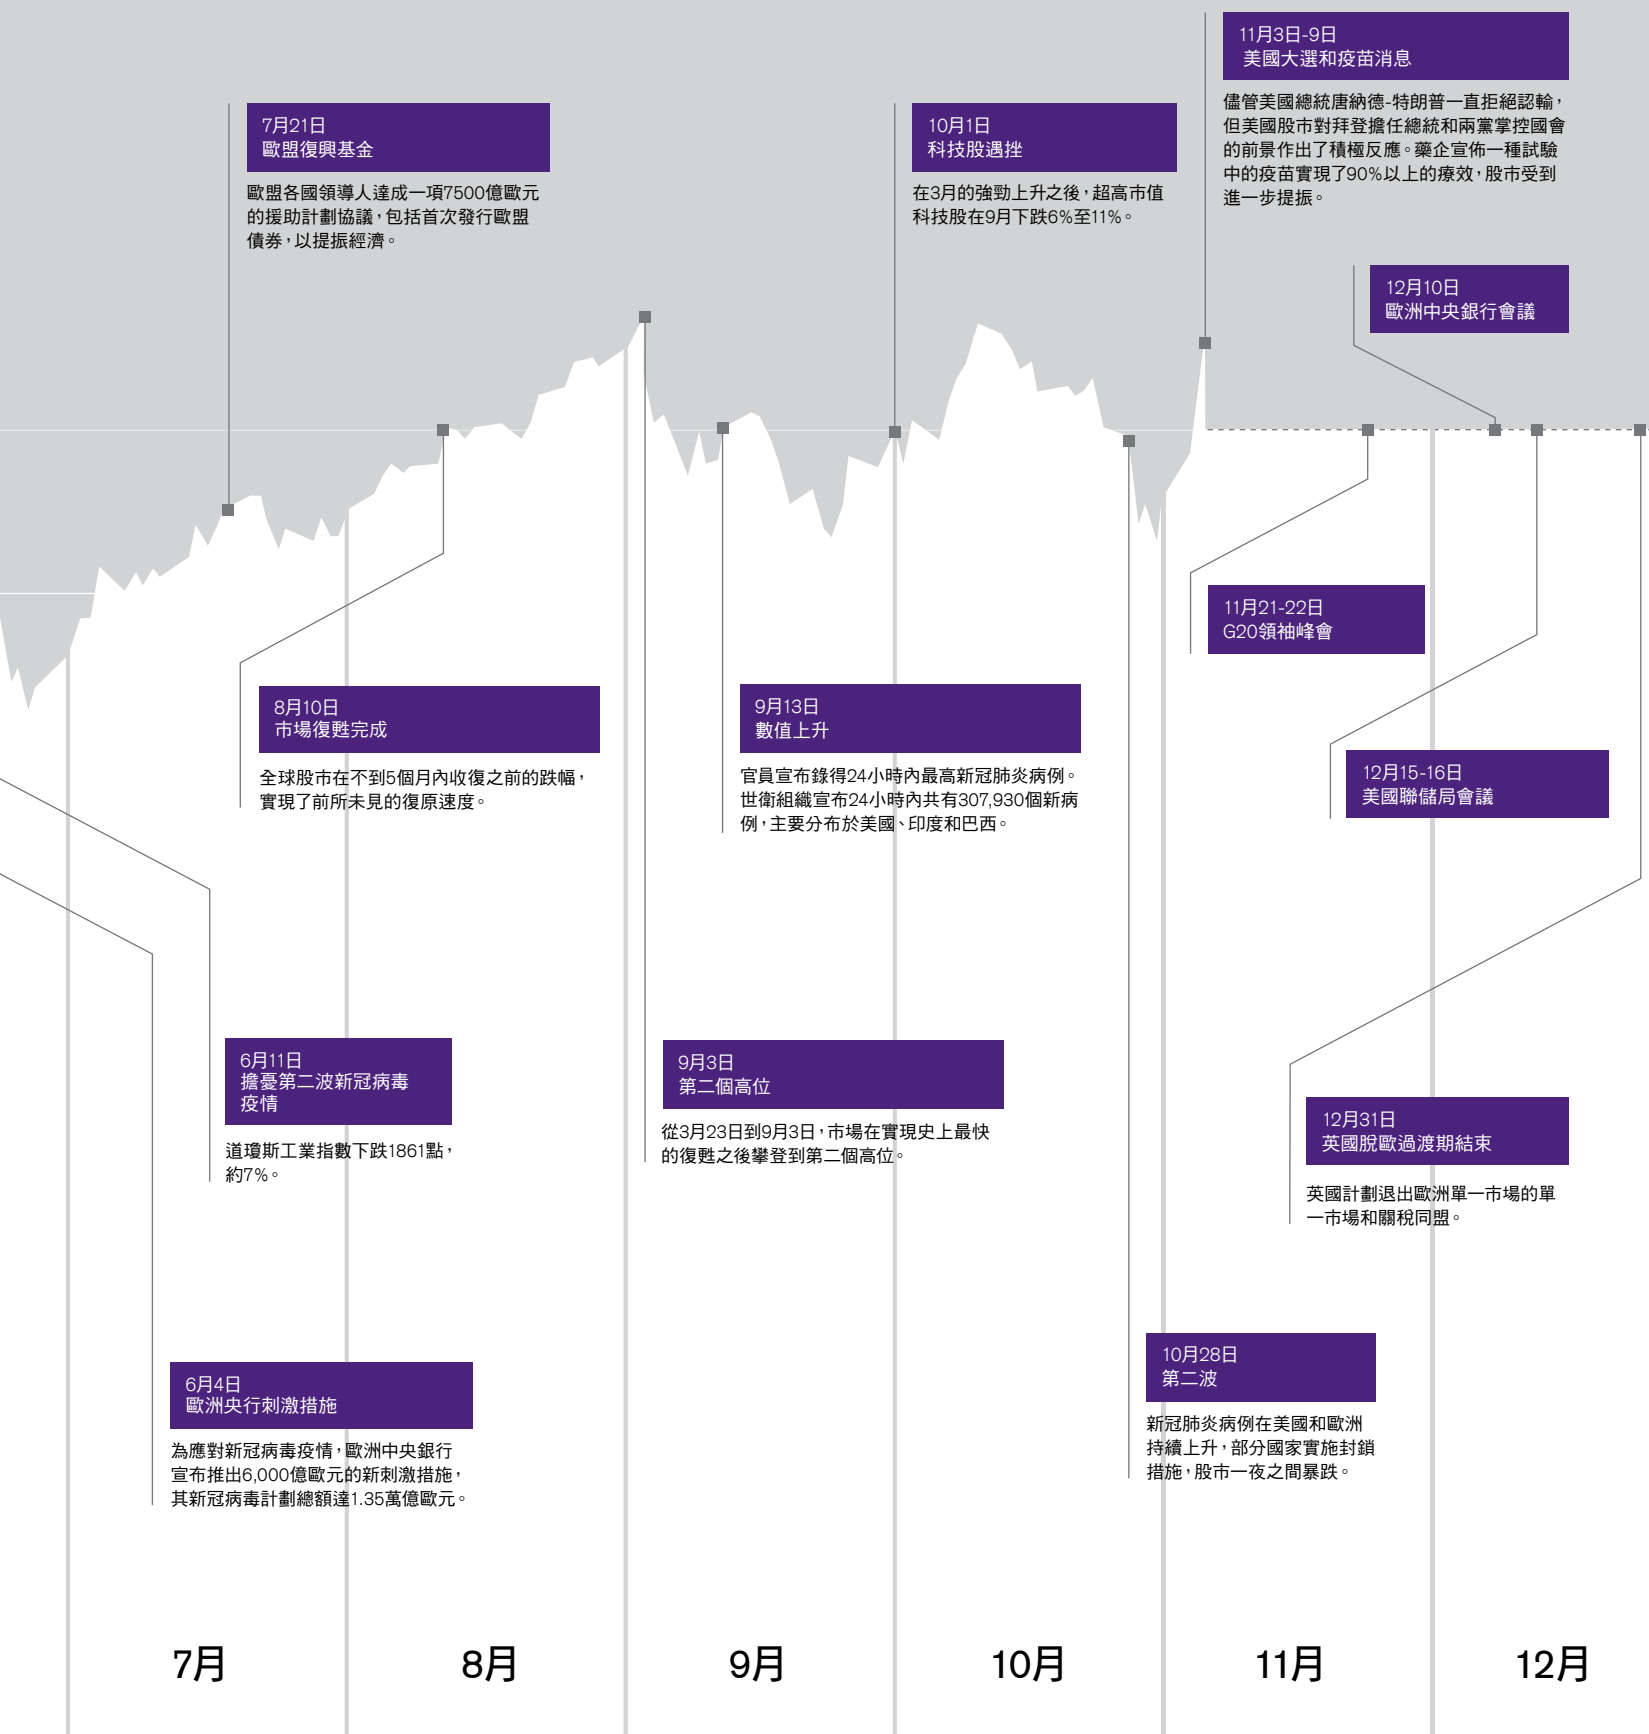 11月3日-9日
美國大選和疫苗消息
儘管美國總統唐納德-特朗普一直拒絕認輸，
但美國股市對拜登擔任總統和兩黨掌控國會
的前景作出了積極反應。藥企宣佈一種試驗
中的疫苗實現了90%以上的療效，股市受到
進一步提振。
7月21日
歐盟復興基金
歐盟各國領導人達成一項7500億歐元
的援助計劃協議，包括首次發行歐盟
債券，以提振經濟。
10月1日
科技股遇挫
在3月的強勁上升之後，超高市值
科技股在9月下跌6%至11%。
12月10日
歐洲中央銀行會議
11月21-22日
G20領袖峰會
8月10日
市場復甦完成
全球股市在不到5個月內收復之前的跌幅，
實現了前所未見的復原速度。
9月13日
數值上升
官員宣布錄得24小時內最高新冠肺炎病例。
世衛組織宣布24小時內共有307,930個新病
例，主要分布於美國、印度和巴西。
12月15-16日
美國聯儲局會議
6月11日
擔憂第二波新冠病毒
疫情
道瓊斯工業指數下跌1861點，
約7%。
9月3日
第二個高位
從3月23日到9月3日，市場在實現史上最快
的復甦之後攀登到第二個高位。
12月31日
英國脫歐過渡期結束
英國計劃退出歐洲單一市場的單
一市場和關稅同盟。
6月4日
歐洲央行刺激措施
為應對新冠病毒疫情，歐洲中央銀行
宣布推出6,000億歐元的新刺激措施，
其新冠病毒計劃總額達1.35萬億歐元。
10月28日
第二波
新冠肺炎病例在美國和歐洲
持續上升，部分國家實施封鎖
措施，股市一夜之間暴跌。
7月
8月
9月
10月
11月
12月